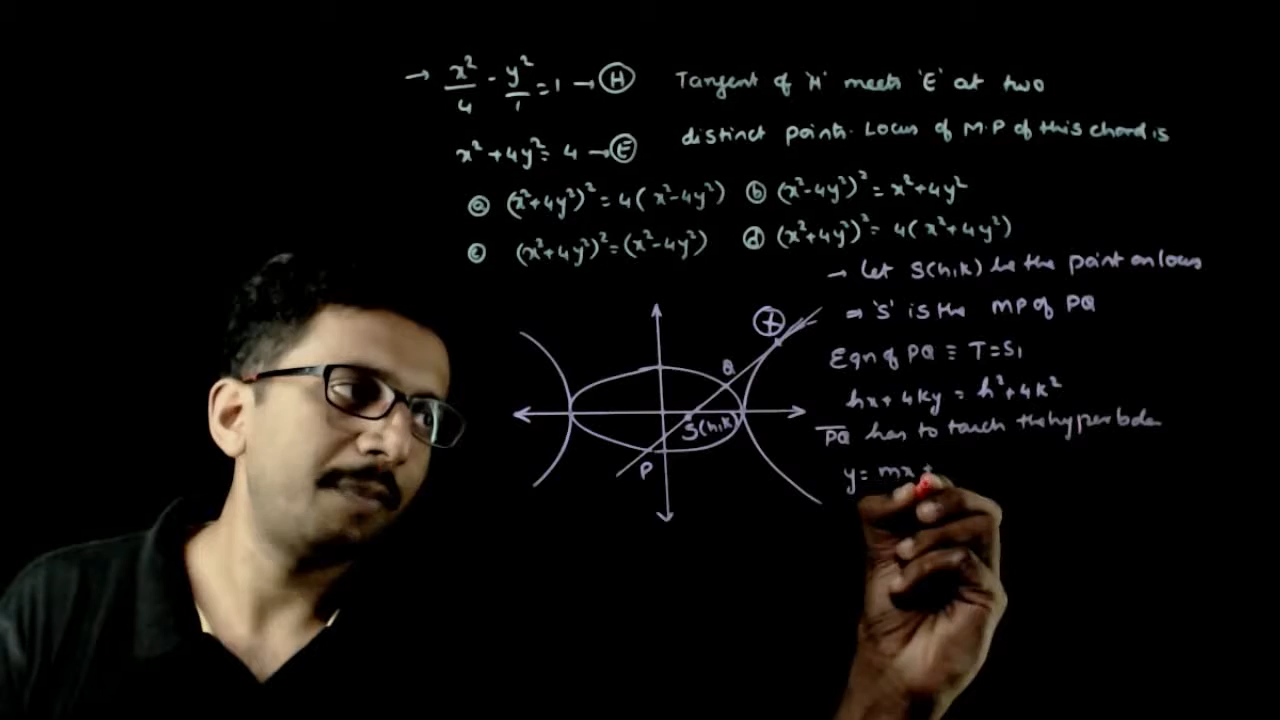 → x²/4 - y²/1 = 1 → (H) Tangent of 'H' meets 'E' at two
x² + 4y² = 4 → (E) distinct points. Locus of M.P of this chord is
(a) (x² + 4y²)² = 4(x² - 4y²) (b) (x² - 4y²)² = x² + 4y²
(c) (x² + 4y²)² = (x² - 4y²) (d) (x² + 4y²)² = 4(x² + 4y²)
→ Let S(h,k) be the point on locus
⇒ 'S' is the MP of PQ
Eqn of PQ ≡ T = S₁
hx + 4ky = h² + 4k²
PQ has to touch the hyperbola
y = mx ±
Q
S(h,k)
P